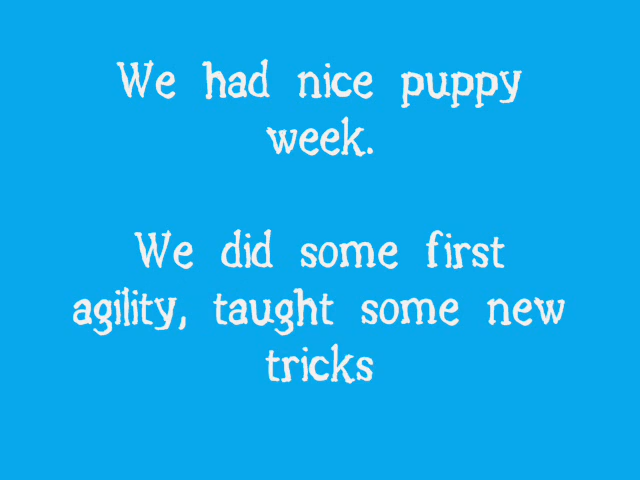 We had nice puppy
week.
We did some first
agility, taught some new
tricks